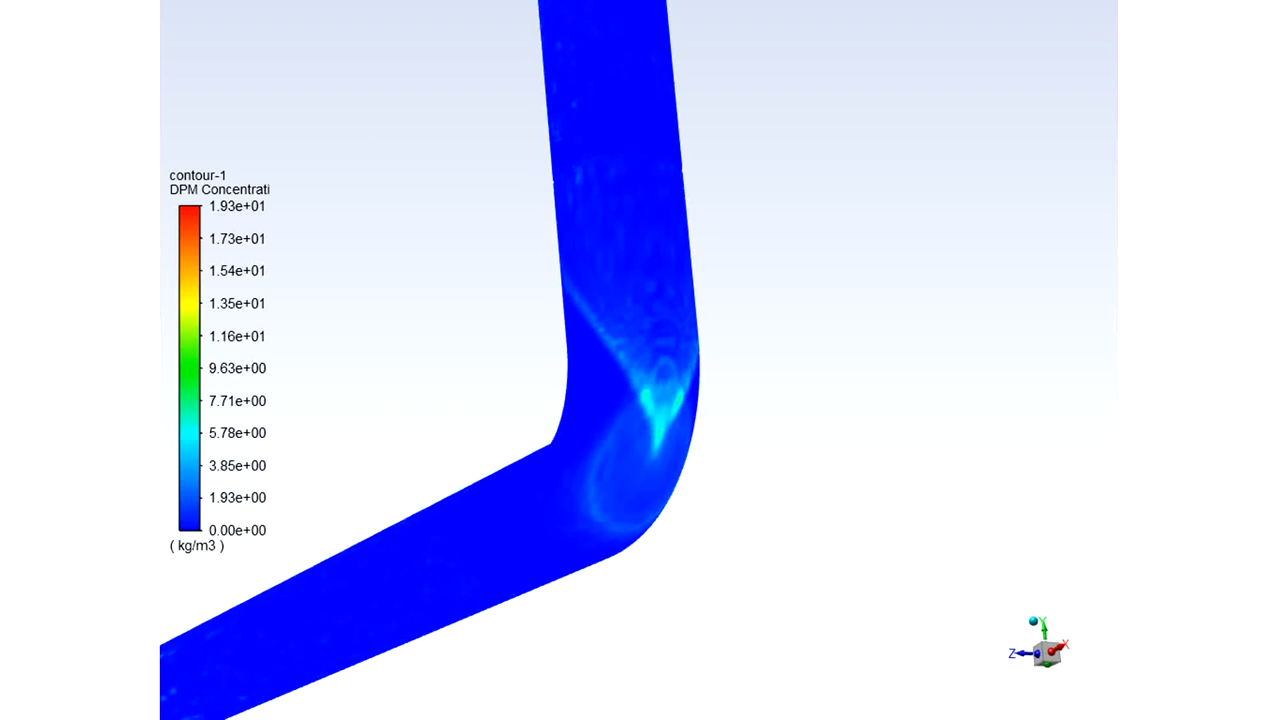 contour-1
DPM Concentrati
1.93e+01
1.73e+01
1.54e+01
1.35e+01
1.16e+01
9.63e+00
7.71e+00
5.78e+00
3.85e+00
1.93e+00
0.00e+00
( kg/m3 )
Y
X
Z